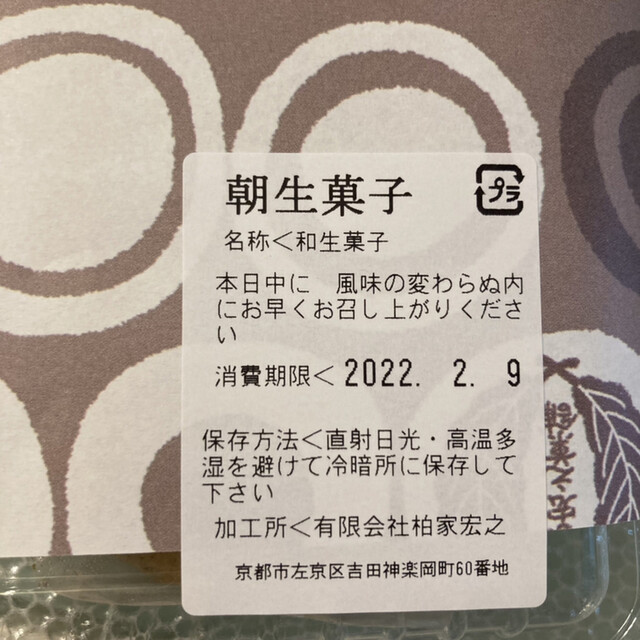 朝生菓子
プラ
名称＜和生菓子
本日中に　風味の変わらぬ内
にお早くお召し上がりくださ
い
消費期限＜2022. 2. 9
保存方法＜直射日光・高温多
湿を避けて冷暗所に保存して
下さい
加工所＜有限会社柏家宏之
京都市左京区吉田神楽岡町60番地